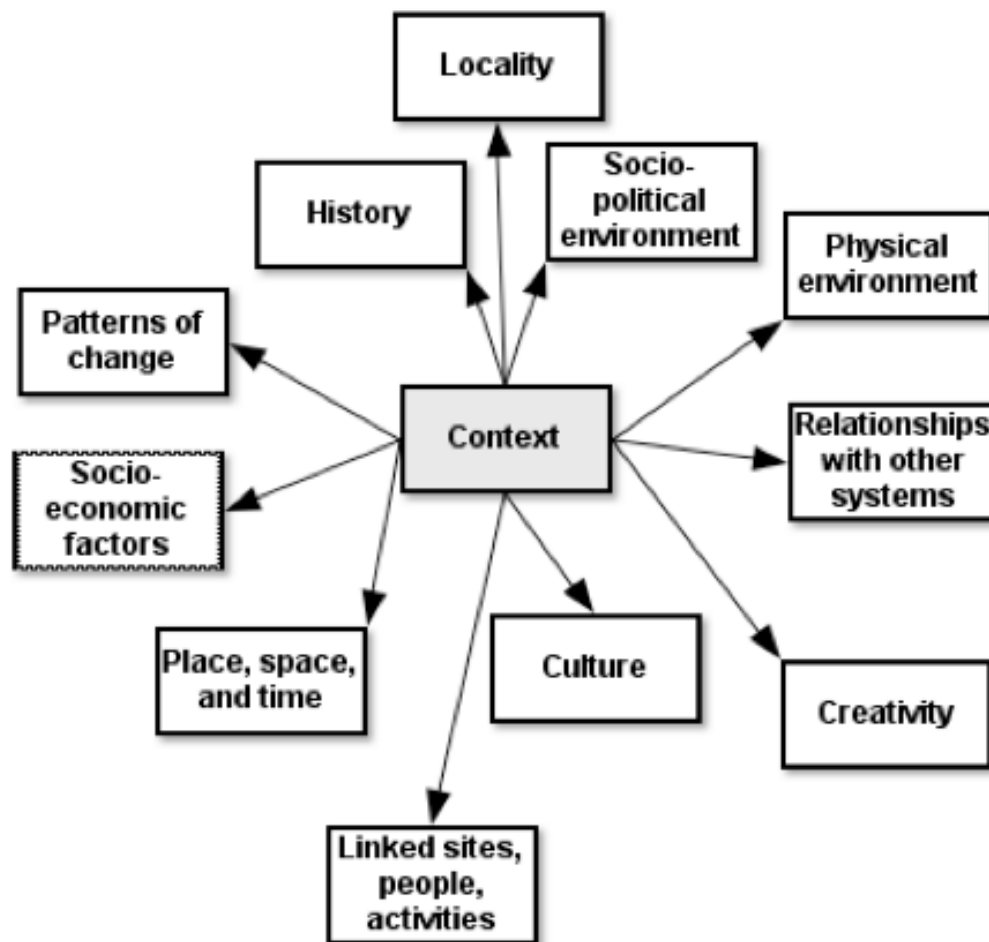 Locality
History
Socio-
political
environment
Physical
environment
Patterns of
change
Context
Relationships
with other
systems
Socio-
economic
factors
Place, space,
and time
Culture
Creativity
Linked sites,
people,
activities